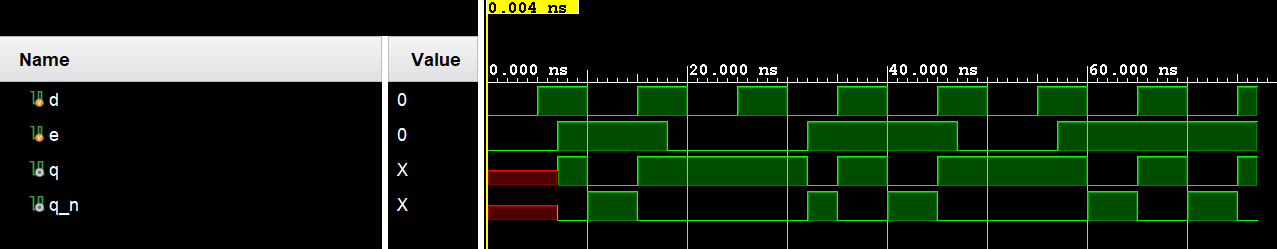 0.004 ns
Name Value
0.000 ns 20.000 ns 40.000 ns 60.000 ns
d 0
e 0
q X
q_n X